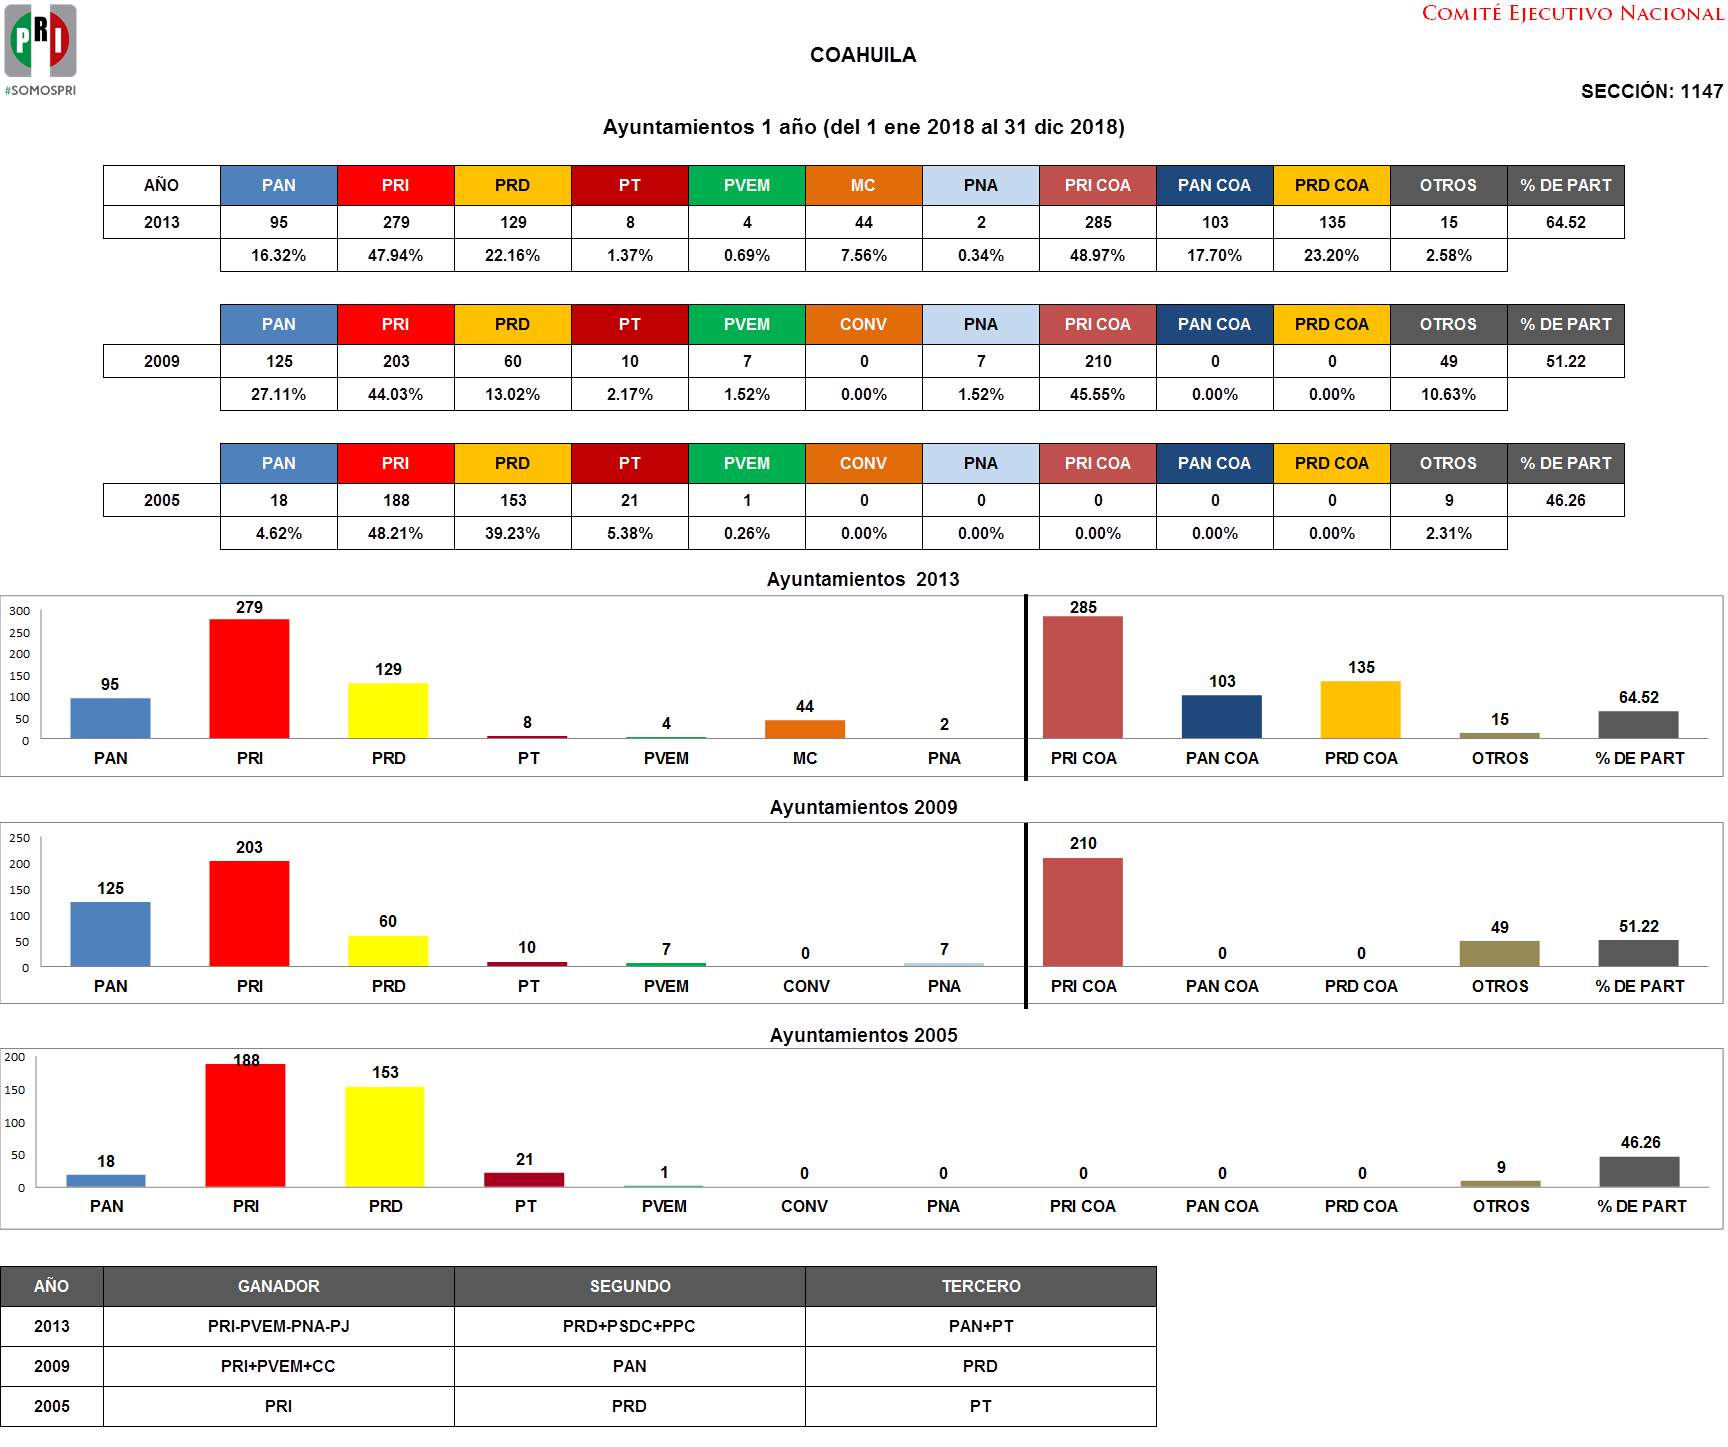 COMITÉ EJECUTIVO NACIONAL
PRI
#SOMOSPRI
COAHUILA
SECCIÓN: 1147
Ayuntamientos 1 año (del 1 ene 2018 al 31 dic 2018)
AÑO PAN PRI PRD PT PVEM MC PNA PRI COA PAN COA PRD COA OTROS % DE PART
2013 95 279 129 8 4 44 2 285 103 135 15 64.52
16.32% 47.94% 22.16% 1.37% 0.69% 7.56% 0.34% 48.97% 17.70% 23.20% 2.58%
PAN PRI PRD PT PVEM CONV PNA PRI COA PAN COA PRD COA OTROS % DE PART
2009 125 203 60 10 7 0 7 210 0 0 49 51.22
27.11% 44.03% 13.02% 2.17% 1.52% 0.00% 1.52% 45.55% 0.00% 0.00% 10.63%
PAN PRI PRD PT PVEM CONV PNA PRI COA PAN COA PRD COA OTROS % DE PART
2005 18 188 153 21 1 0 0 0 0 0 9 46.26
4.62% 48.21% 39.23% 5.38% 0.26% 0.00% 0.00% 0.00% 0.00% 0.00% 2.31%
Ayuntamientos 2013
300
250
200
150
100
50
0
95 279 129 8 4 44 2 285 103 135 15 64.52
PAN PRI PRD PT PVEM MC PNA PRI COA PAN COA PRD COA OTROS % DE PART
Ayuntamientos 2009
250
200
150
100
50
0
125 203 60 10 7 0 7 210 0 0 49 51.22
PAN PRI PRD PT PVEM CONV PNA PRI COA PAN COA PRD COA OTROS % DE PART
Ayuntamientos 2005
200
150
100
50
0
18 188 153 21 1 0 0 0 0 0 9 46.26
PAN PRI PRD PT PVEM CONV PNA PRI COA PAN COA PRD COA OTROS % DE PART
AÑO GANADOR SEGUNDO TERCERO
2013 PRI-PVEM-PNA-PJ PRD+PSDC+PPC PAN+PT
2009 PRI+PVEM+CC PAN PRD
2005 PRI PRD PT